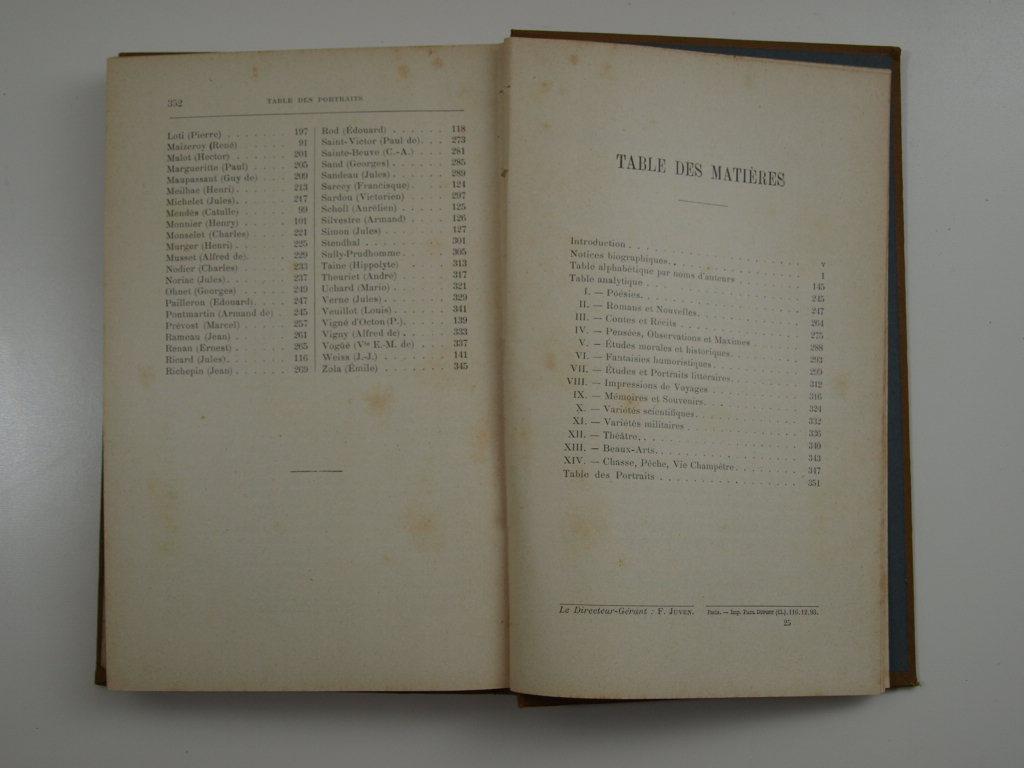 352 TABLE DES PORTRAITS
Loti (Pierre) . . . . . . 197
Maizeroy (René) . . . . . 91
Malot (Hector) . . . . . . 201
Margueritte (Paul) . . . . 205
Maupassant (Guy de) . . . 209
Meilhac (Henri) . . . . . 213
Michelet (Jules) . . . . . 217
Mendès (Catulle) . . . . . 99
Monnier (Henry) . . . . . 101
Monselet (Charles) . . . . 221
Murger (Henri) . . . . . . 225
Musset (Alfred de) . . . . 229
Nodier (Charles) . . . . . 233
Noriac (Jules) . . . . . . 237
Ohnet (Georges) . . . . . 249
Pailleron (Edouard) . . . 247
Pontmartin (Armand de) . 245
Prévost (Marcel) . . . . . 257
Rameau (Jean) . . . . . . 261
Renan (Ernest) . . . . . . 265
Ricard (Jules) . . . . . . 116
Richepin (Jean) . . . . . 269
Rod (Édouard) . . . . . . 118
Saint-Victor (Paul de) . . . 273
Sainte-Beuve (C.-A.) . . . 281
Sand (Georges) . . . . . . 285
Sandeau (Jules) . . . . . 289
Sarcey (Francisque) . . . . 124
Sardou (Victorien) . . . . 297
Scholl (Aurélien) . . . . . 125
Silvestre (Armand) . . . . 126
Simon (Jules) . . . . . . 127
Stendhal . . . . . . . . . 301
Sully-Prudhomme . . . . . 305
Taine (Hippolyte) . . . . . 313
Theuriet (André) . . . . . 317
Uchard (Mario) . . . . . . 321
Verne (Jules) . . . . . . . 329
Veuillot (Louis) . . . . . . 341
Vigné d'Octon (P.) . . . . . 139
Vigny (Alfred de) . . . . . 333
Vogüé (Vte E.-M. de) . . . 337
Weiss (J.-J.) . . . . . . . 141
Zola (Émile) . . . . . . . 345
TABLE DES MATIÈRES
Introduction . . . . . . . . . v
Notices biographiques . . . . . . 1
Table alphabétique par noms d'auteurs . . . . 145
Table analytique . . . . . . . 245
I. — Poésies . . . . . . . 247
II. — Romans et Nouvelles . . . . . 264
III. — Contes et Récits . . . . . . 275
IV. — Pensées, Observations et Maximes . . . 288
V. — Études morales et historiques . . . . 293
VI. — Fantaisies humoristiques . . . . . 299
VII. — Études et Portraits littéraires . . . . 312
VIII. — Impressions de Voyages . . . . . 316
IX. — Mémoires et Souvenirs . . . . . 324
X. — Variétés scientifiques . . . . . 332
XI. — Variétés militaires . . . . . . 336
XII. — Théâtre . . . . . . . . 340
XIII. — Beaux-Arts . . . . . . . 343
XIV. — Chasse, Pêche, Vie Champêtre . . . . 347
Table des Portraits . . . . . . . 351
Le Directeur-Gérant : F. JUVEN.
Paris. — Imp. PAUL DUPONT (Cl.). 116.12.95.
25